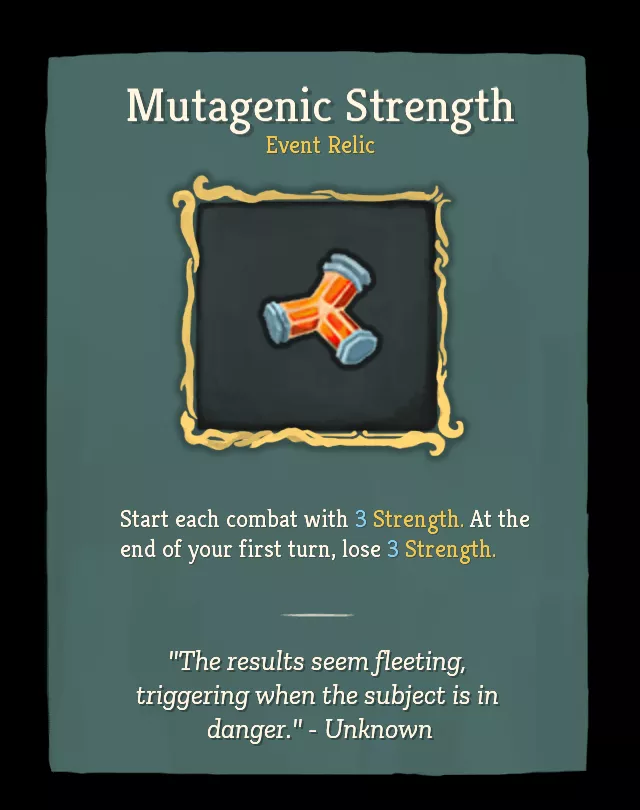 Mutagenic Strength
Event Relic
Start each combat with 3 Strength. At the
end of your first turn, lose 3 Strength.
"The results seem fleeting,
triggering when the subject is in
danger." - Unknown